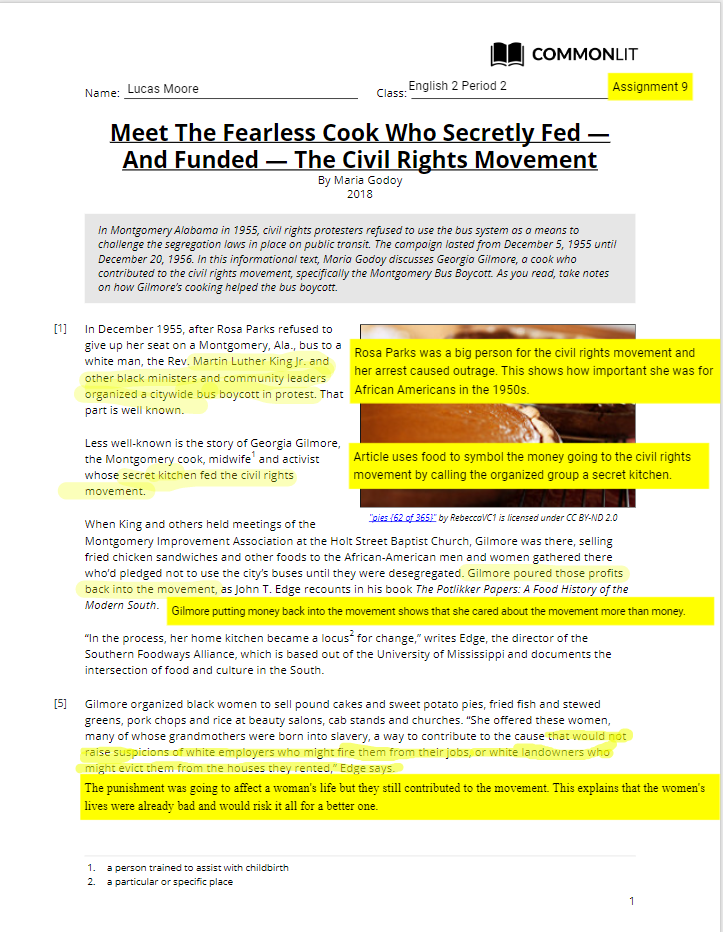 COMMONLIT
Name: Lucas Moore Class: English 2 Period 2 Assignment 9
Meet The Fearless Cook Who Secretly Fed —
And Funded — The Civil Rights Movement
By Maria Godoy
2018
In Montgomery Alabama in 1955, civil rights protesters refused to use the bus system as a means to
challenge the segregation laws in place on public transit. The campaign lasted from December 5, 1955 until
December 20, 1956. In this informational text, Maria Godoy discusses Georgia Gilmore, a cook who
contributed to the civil rights movement, specifically the Montgomery Bus Boycott. As you read, take notes
on how Gilmore's cooking helped the bus boycott.
[1] In December 1955, after Rosa Parks refused to
give up her seat on a Montgomery, Ala., bus to a
white man, the Rev. Martin Luther King Jr. and
other black ministers and community leaders
organized a citywide bus boycott in protest. That
part is well known.
Rosa Parks was a big person for the civil rights movement and
her arrest caused outrage. This shows how important she was for
African Americans in the 1950s.
Less well-known is the story of Georgia Gilmore,
the Montgomery cook, midwife1 and activist
whose secret kitchen fed the civil rights
movement.
Article uses food to symbol the money going to the civil rights
movement by calling the organized group a secret kitchen.
"pies (62 of 365)" by RebeccaVC1 is licensed under CC BY-ND 2.0
When King and others held meetings of the
Montgomery Improvement Association at the Holt Street Baptist Church, Gilmore was there, selling
fried chicken sandwiches and other foods to the African-American men and women gathered there
who'd pledged not to use the city's buses until they were desegregated. Gilmore poured those profits
back into the movement, as John T. Edge recounts in his book The Potlikker Papers: A Food History of the
Modern South.
Gilmore putting money back into the movement shows that she cared about the movement more than money.
“In the process, her home kitchen became a locus2 for change,” writes Edge, the director of the
Southern Foodways Alliance, which is based out of the University of Mississippi and documents the
intersection of food and culture in the South.
[5] Gilmore organized black women to sell pound cakes and sweet potato pies, fried fish and stewed
greens, pork chops and rice at beauty salons, cab stands and churches. “She offered these women,
many of whose grandmothers were born into slavery, a way to contribute to the cause that would not
raise suspicions of white employers who might fire them from their jobs, or white landowners who
might evict them from the houses they rented,” Edge says.
The punishment was going to affect a woman's life but they still contributed to the movement. This explains that the women's
lives were already bad and would risk it all for a better one.
1. a person trained to assist with childbirth
2. a particular or specific place
1